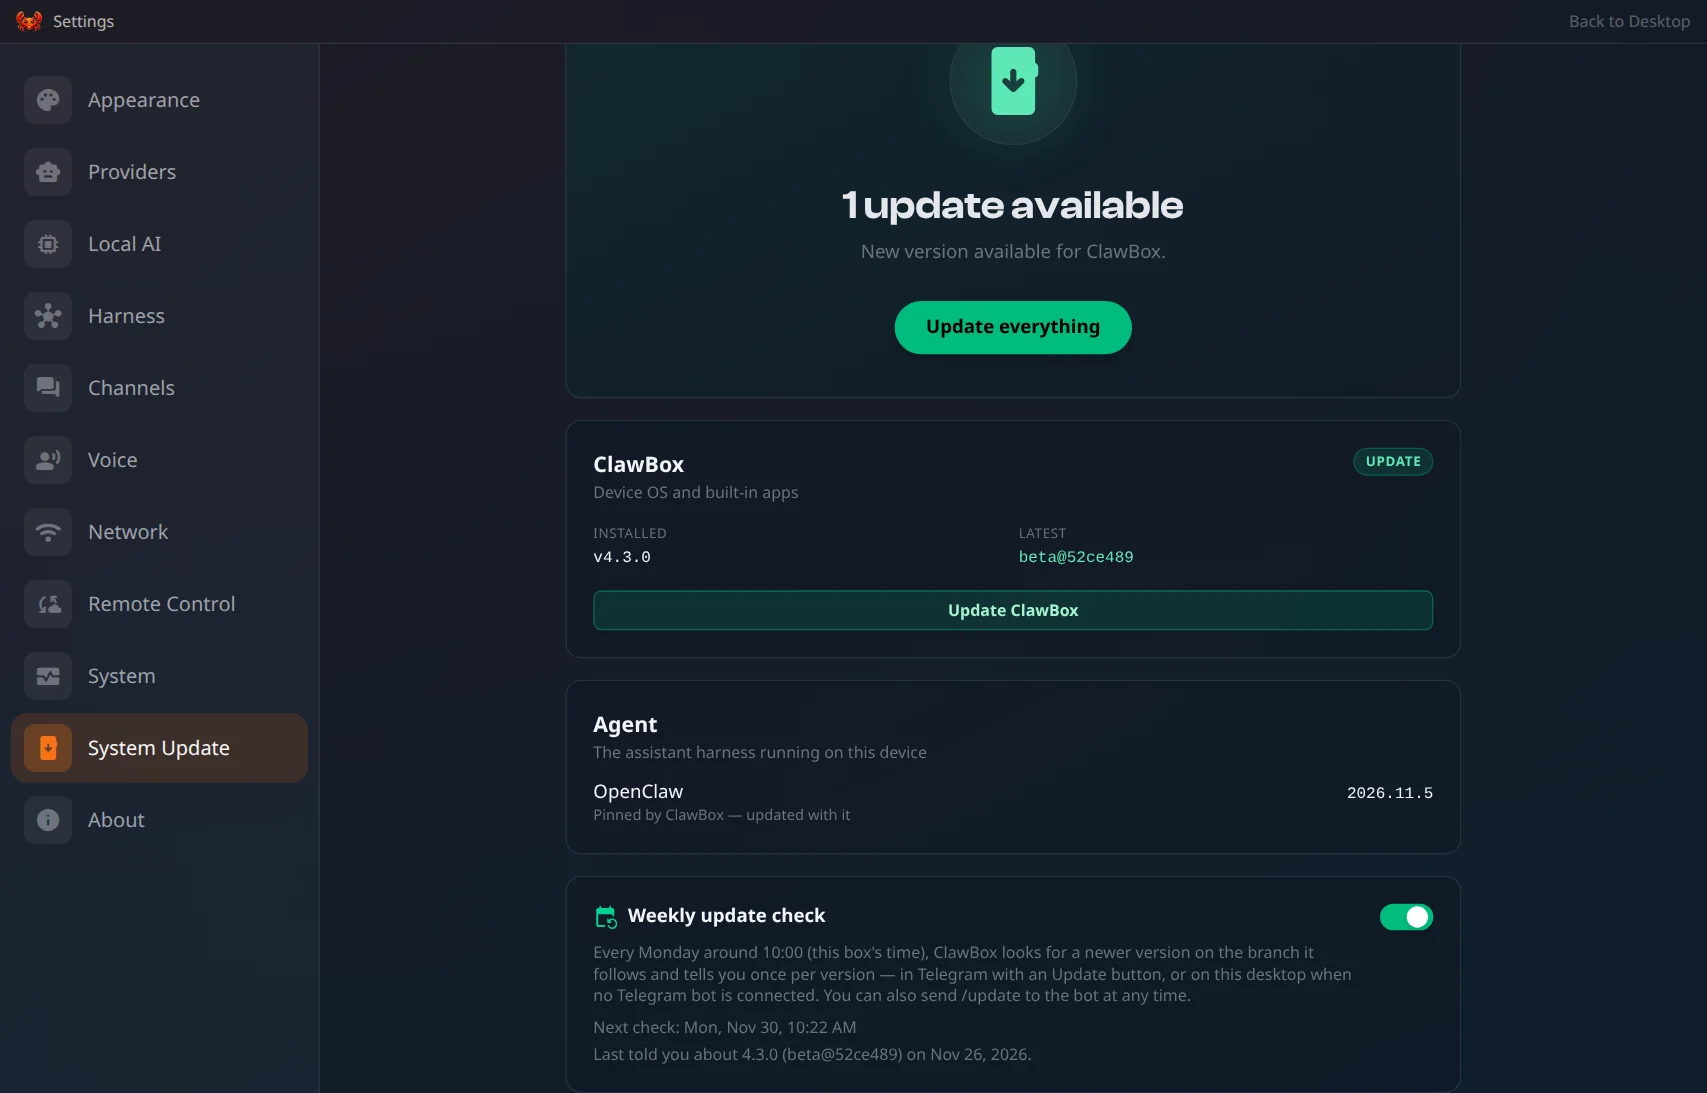 Settings
Back to Desktop
Appearance
Providers
Local AI
Harness
Channels
Voice
Network
Remote Control
System
System Update
About
1 update available
New version available for ClawBox.
Update everything
ClawBox
UPDATE
Device OS and built-in apps
INSTALLED
LATEST
v4.3.0
beta@52ce489
Update ClawBox
Agent
The assistant harness running on this device
OpenClaw
2026.11.5
Pinned by ClawBox — updated with it
Weekly update check
Every Monday around 10:00 (this box's time), ClawBox looks for a newer version on the branch it
follows and tells you once per version — in Telegram with an Update button, or on this desktop when
no Telegram bot is connected. You can also send /update to the bot at any time.
Next check: Mon, Nov 30, 10:22 AM
Last told you about 4.3.0 (beta@52ce489) on Nov 26, 2026.